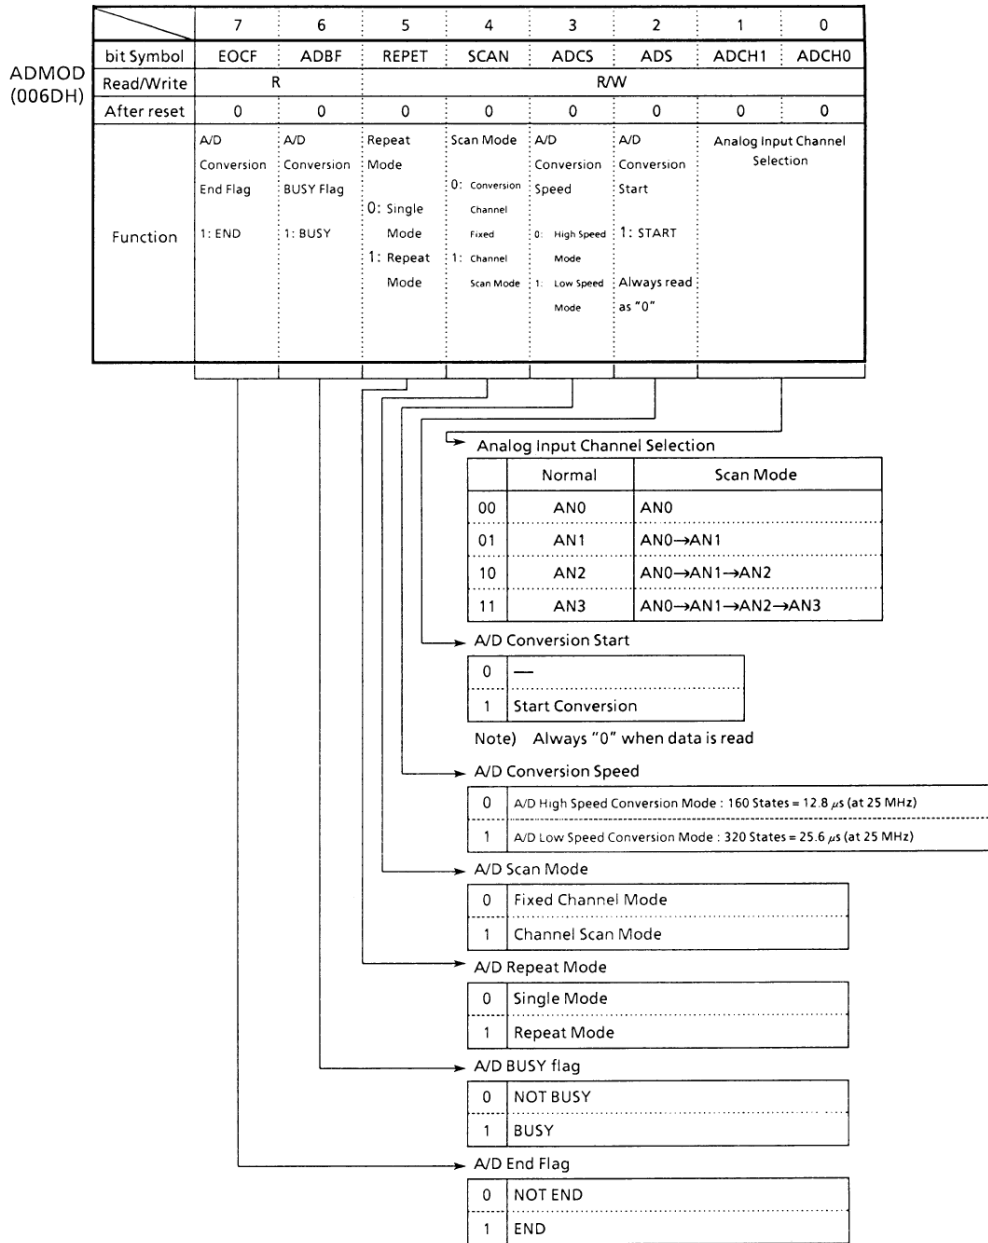 7 6 5 4 3 2 1 0
bit Symbol EOCF ADBF REPET SCAN ADCS ADS ADCH1 ADCH0
ADMOD
(006DH)
Read/Write R R/W
After reset 0 0 0 0 0 0 0 0
Function
A/D
Conversion
End Flag
1: END
A/D
Conversion
BUSY Flag
1: BUSY
Repeat
Mode
0: Single
Mode
1: Repeat
Mode
Scan Mode
0: Conversion
Channel
Fixed
1: Channel
Scan Mode
A/D
Conversion
Speed
0: High Speed
Mode
1: Low Speed
Mode
A/D
Conversion
Start
1: START
Always read
as "0"
Analog Input Channel
Selection
Analog Input Channel Selection
Normal Scan Mode
00 AN0 AN0
01 AN1 AN0→AN1
10 AN2 AN0→AN1→AN2
11 AN3 AN0→AN1→AN2→AN3
A/D Conversion Start
0 —
1 Start Conversion
Note) Always "0" when data is read
A/D Conversion Speed
0 A/D High Speed Conversion Mode : 160 States = 12.8 μs (at 25 MHz)
1 A/D Low Speed Conversion Mode : 320 States = 25.6 μs (at 25 MHz)
A/D Scan Mode
0 Fixed Channel Mode
1 Channel Scan Mode
A/D Repeat Mode
0 Single Mode
1 Repeat Mode
A/D BUSY flag
0 NOT BUSY
1 BUSY
A/D End Flag
0 NOT END
1 END